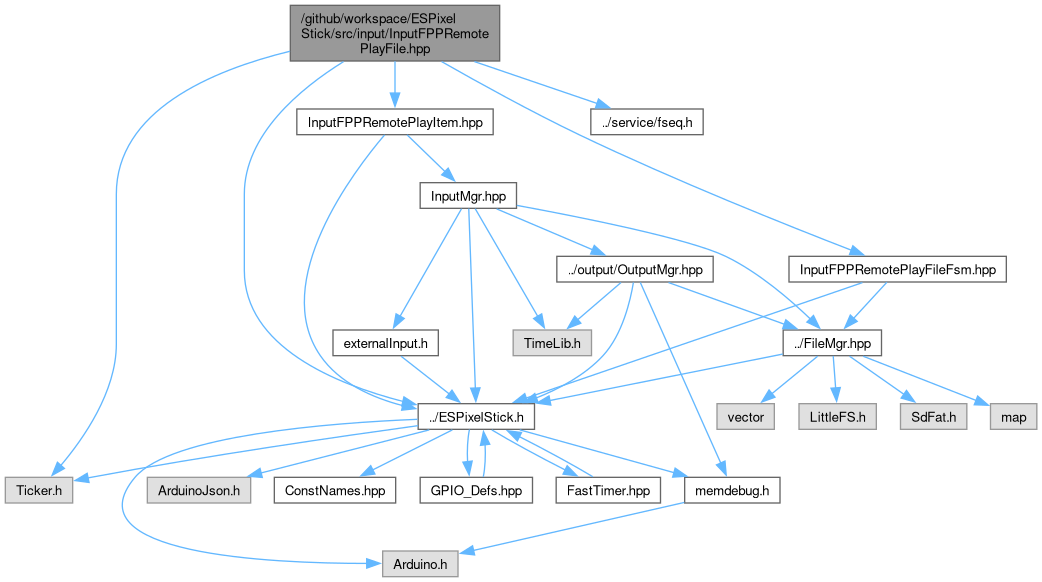 /github/workspace/ESPixel
Stick/src/input/InputFPPRemote
PlayFile.hpp
InputFPPRemotePlayItem.hpp
../service/fseq.h
InputMgr.hpp
../output/OutputMgr.hpp
InputFPPRemotePlayFileFsm.hpp
externalInput.h
TimeLib.h
../FileMgr.hpp
../ESPixelStick.h
vector
LittleFS.h
SdFat.h
map
Ticker.h
ArduinoJson.h
ConstNames.hpp
GPIO_Defs.hpp
FastTimer.hpp
memdebug.h
Arduino.h